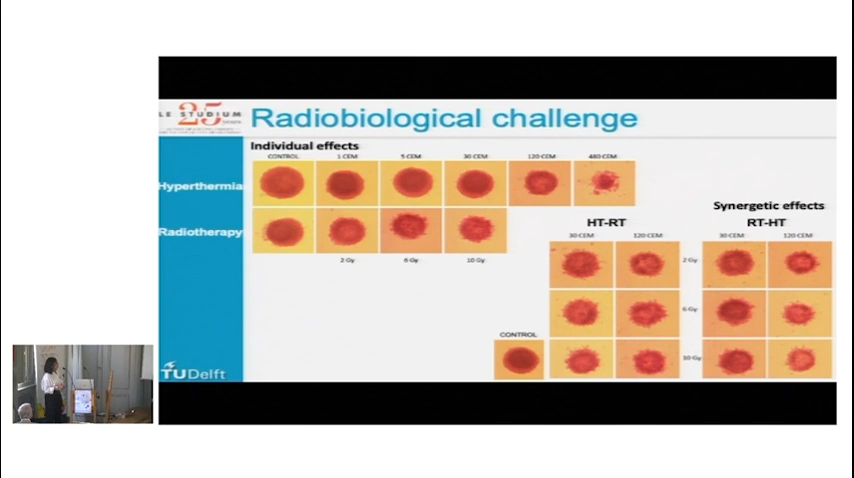 LE STUDIUM
25
Radiobiological challenge
Individual effects
CONTROL 1 CEM 5 CEM 30 CEM 120 CEM 480 CEM
Hyperthermia
Radiotherapy
2 Gy 6 Gy 10 Gy
Synergetic effects
HT-RT RT-HT
30 CEM 120 CEM 30 CEM 120 CEM
2 Gy
6 Gy
CONTROL
10 Gy
TUDelft